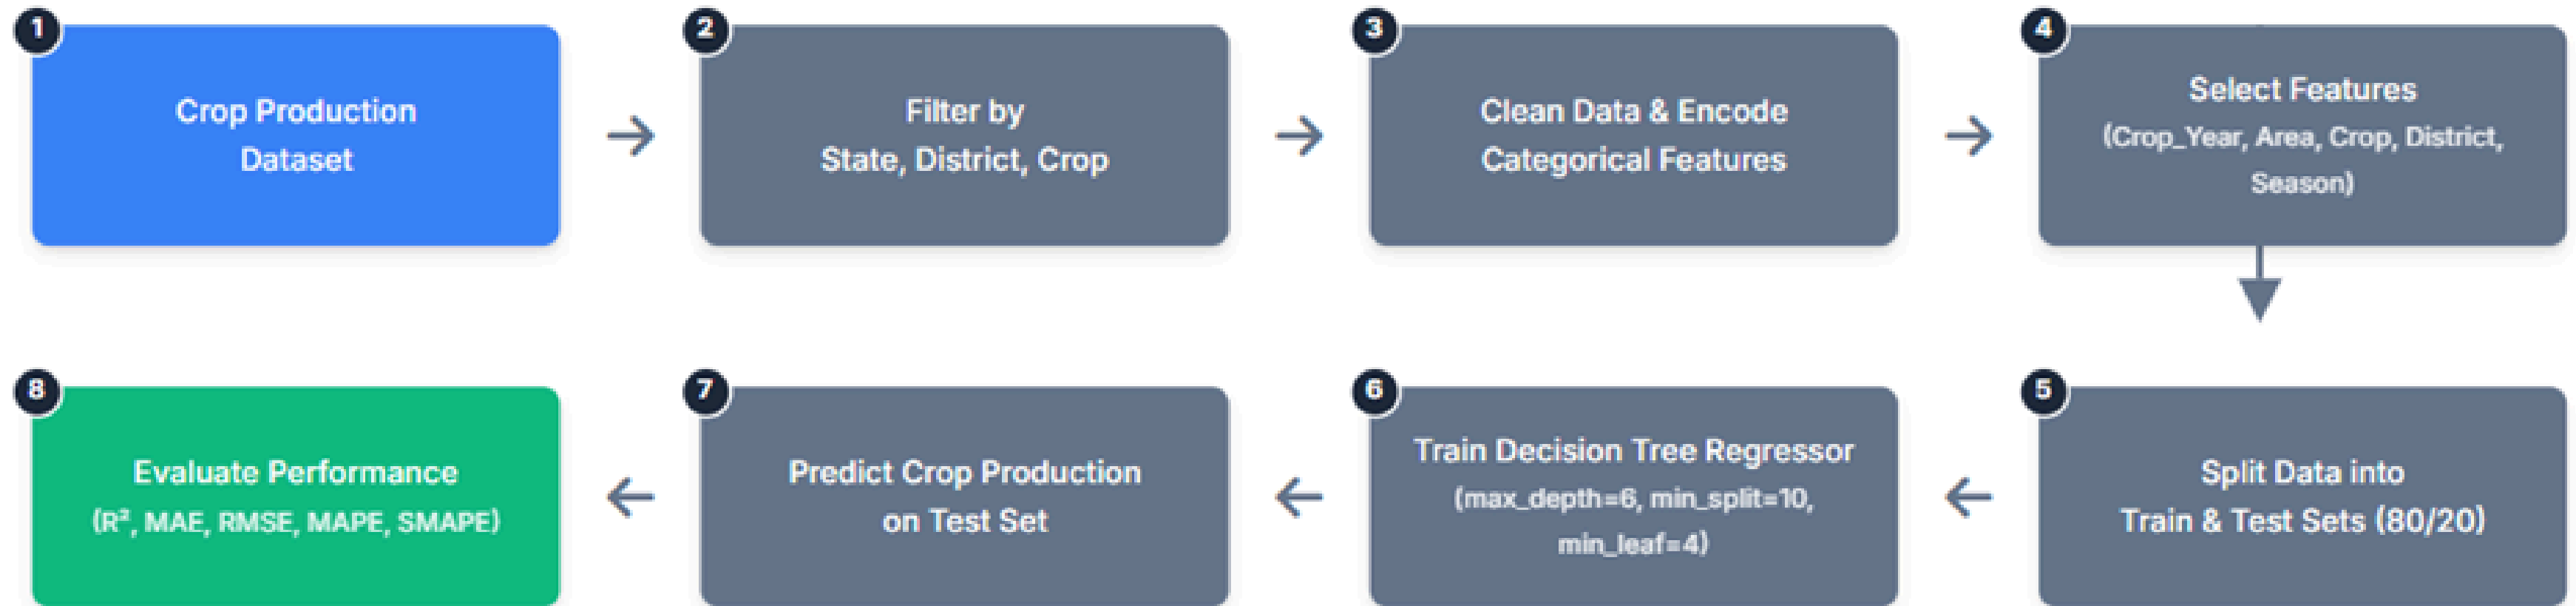 1
Crop Production
Dataset
2
Filter by
State, District, Crop
3
Clean Data & Encode
Categorical Features
4
Select Features
(Crop_Year, Area, Crop, District,
Season)
5
Split Data into
Train & Test Sets (80/20)
6
Train Decision Tree Regressor
(max_depth=6, min_split=10,
min_leaf=4)
7
Predict Crop Production
on Test Set
8
Evaluate Performance
(R², MAE, RMSE, MAPE, SMAPE)